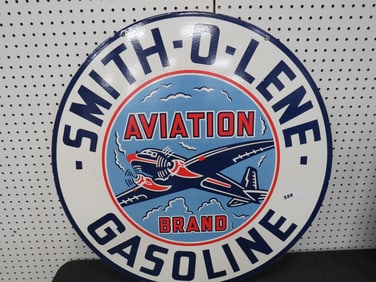 SMITH-O-LENE
AVIATION
BRAND
GASOLINE